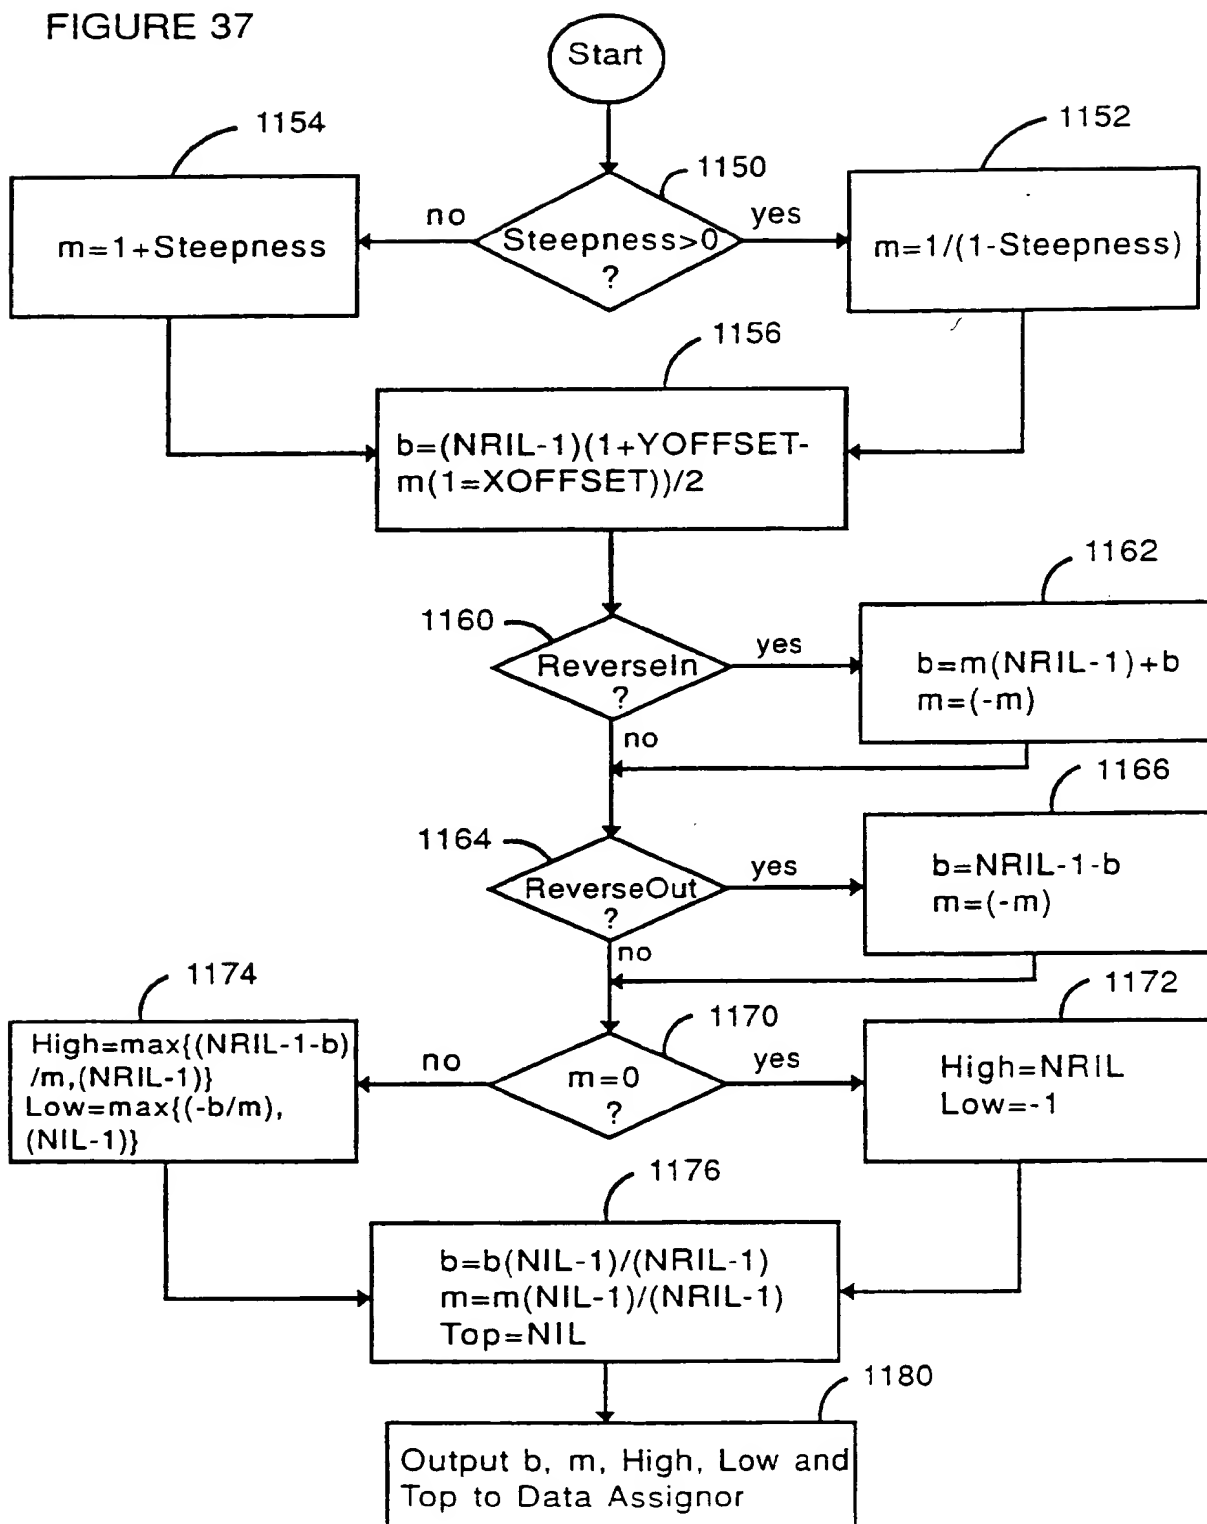 FIGURE 37
Start
1154
1152
1150
no
Steepness>0
?
yes
m=1+Steepness
m=1/(1-Steepness)
1156
b=(NRIL-1)(1+YOFFSET-
m(1=XOFFSET))/2
1162
1160
ReverseIn
?
yes
b=m(NRIL-1)+b
m=(-m)
no
1166
1164
ReverseOut
?
yes
b=NRIL-1-b
m=(-m)
no
1174
1172
1170
High=max{(NRIL-1-b)
/m,(NRIL-1)}
Low=max{(-b/m),
(NIL-1)}
no
m=0
?
yes
High=NRIL
Low=-1
1176
b=b(NIL-1)/(NRIL-1)
m=m(NIL-1)/(NRIL-1)
Top=NIL
1180
Output b, m, High, Low and
Top to Data Assignor